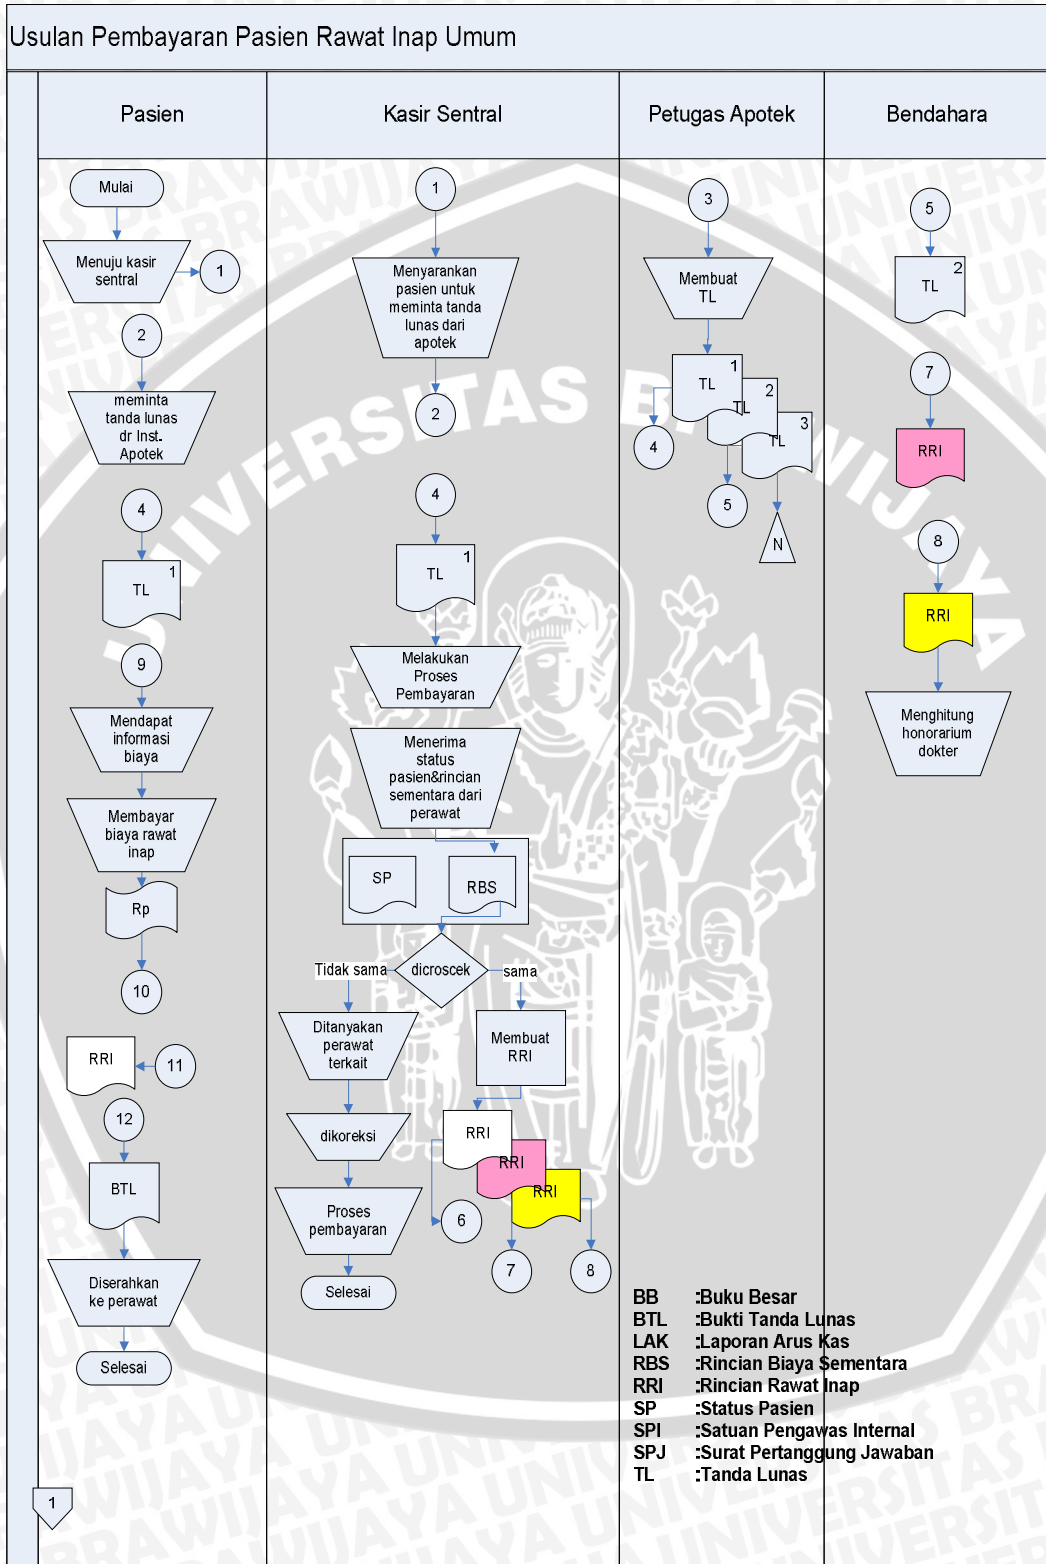 Usulan Pembayaran Pasien Rawat Inap Umum
Pasien
Kasir Sentral
Petugas Apotek
Bendahara
Mulai
Menuju kasir
sentral
1
2
meminta
tanda lunas
dr Inst.
Apotek
4
1
TL
9
Mendapat
informasi
biaya
Membayar
biaya rawat
inap
Rp
10
RRI
11
12
BTL
Diserahkan
ke perawat
Selesai
1
1
Menyarankan
pasien untuk
meminta tanda
lunas dari
apotek
2
4
1
TL
Melakukan
Proses
Pembayaran
Menerima
status
pasien&rincian
sementara dari
perawat
SP
RBS
dicroscek
Tidak sama
sama
Ditanyakan
perawat
terkait
dikoreksi
Proses
pembayaran
Selesai
Membuat
RRI
RRI
RRI
RRI
6
7
8
3
Membuat
TL
1
TL
2
TL
3
TL
4
5
N
5
2
TL
7
RRI
8
RRI
Menghitung
honorarium
dokter
BB :Buku Besar
BTL :Bukti Tanda Lunas
LAK :Laporan Arus Kas
RBS :Rincian Biaya Sementara
RRI :Rincian Rawat Inap
SP :Status Pasien
SPI :Satuan Pengawas Internal
SPJ :Surat Pertanggung Jawaban
TL :Tanda Lunas
UNIVERSITAS BRAWIJAYA